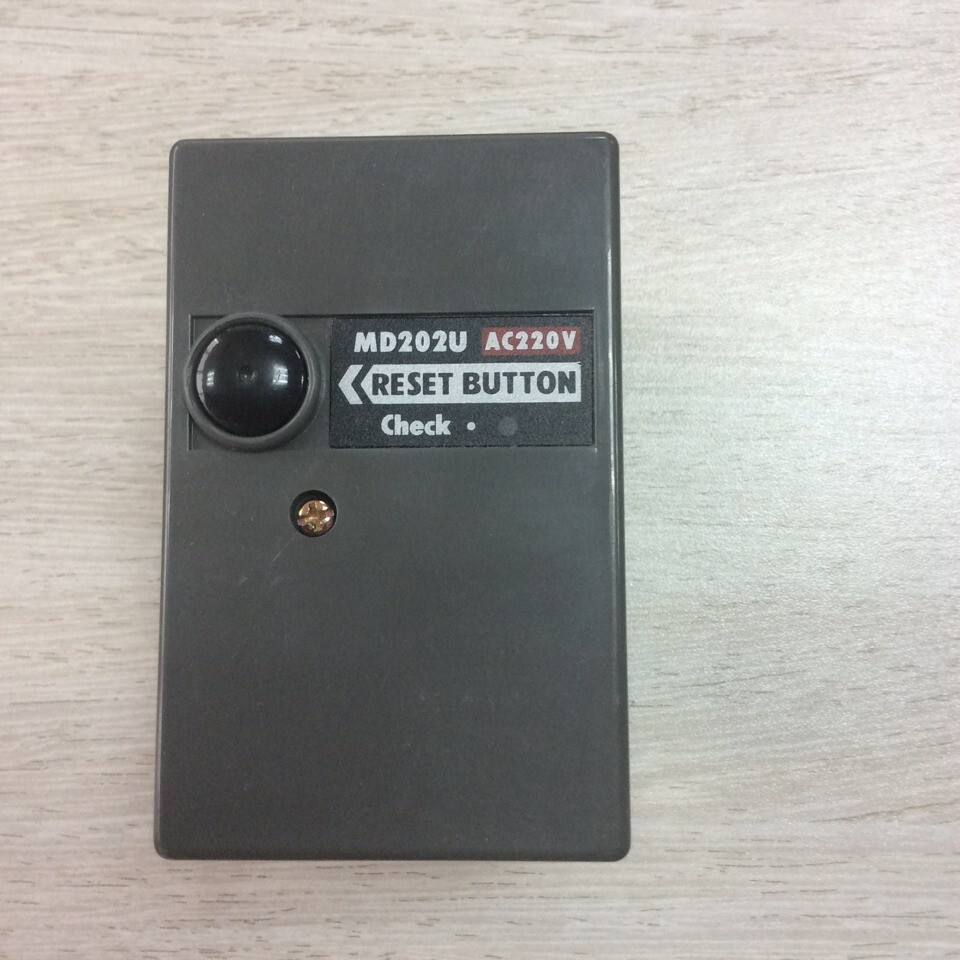 MD202U AC220V
RESET BUTTON
Check •